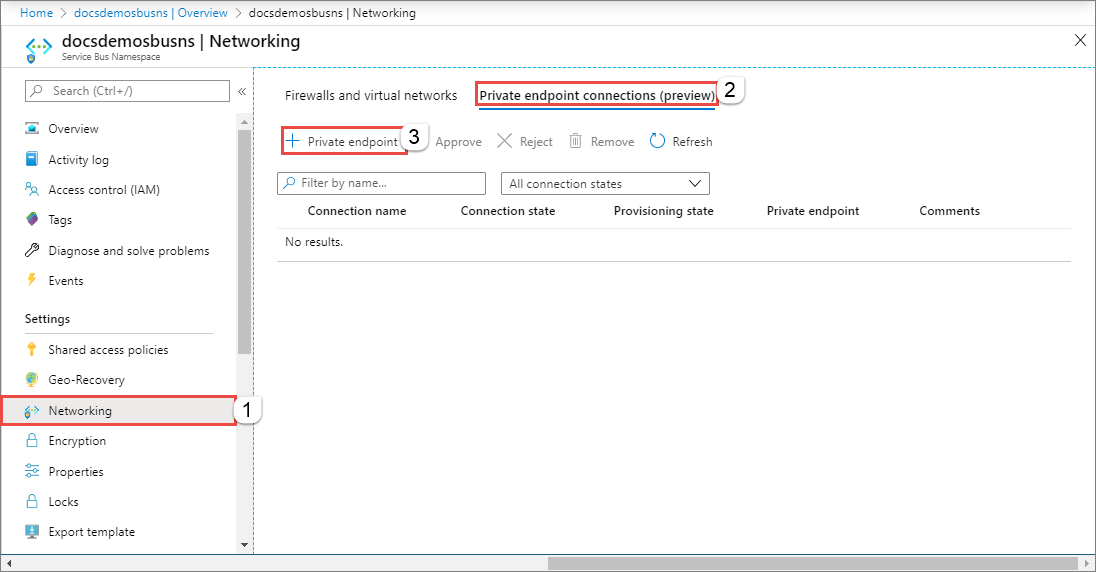 Home > docsdemosbusns | Overview > docsdemosbusns | Networking
docsdemosbusns | Networking
Service Bus Namespace
Search (Ctrl+/)
«
Overview
Activity log
Access control (IAM)
Tags
Diagnose and solve problems
Events
Settings
Shared access policies
Geo-Recovery
Networking
1
Encryption
Properties
Locks
Export template
Firewalls and virtual networks
Private endpoint connections (preview)
2
+ Private endpoint
3
Approve
Reject
Remove
Refresh
Filter by name...
All connection states
Connection name
Connection state
Provisioning state
Private endpoint
Comments
No results.